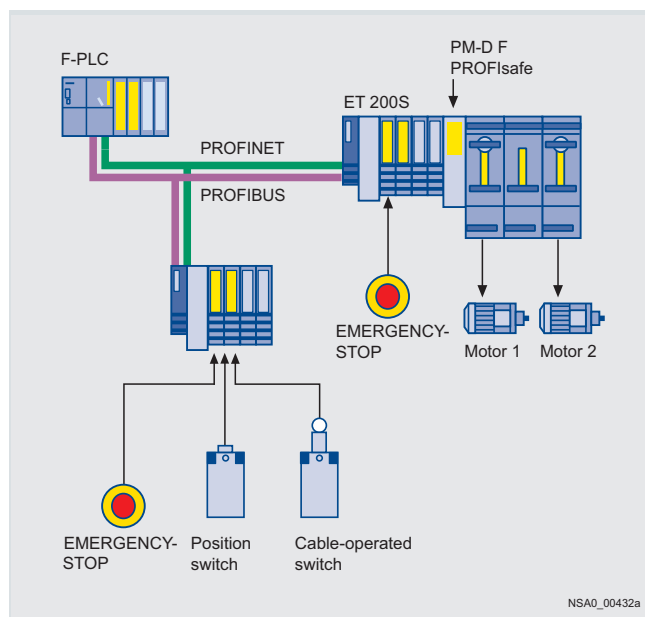 F-PLC
PM-D F
PROFIsafe
ET 200S
PROFINET
PROFIBUS
EMERGENCY-
STOP
Motor 1
Motor 2
EMERGENCY-
STOP
Position
switch
Cable-operated
switch
NSA0_00432a